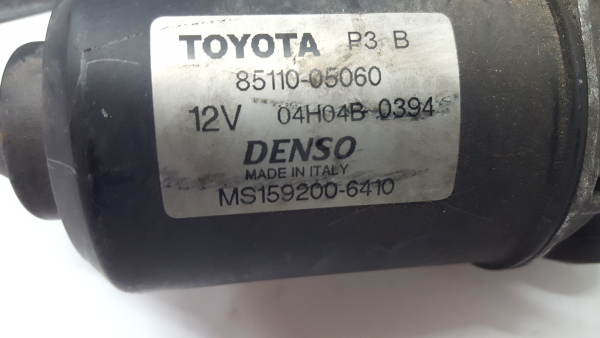 TOYOTA P3 B
85110-05060
12V 04H04B 0394
DENSO
MADE IN ITALY
MS159200-6410